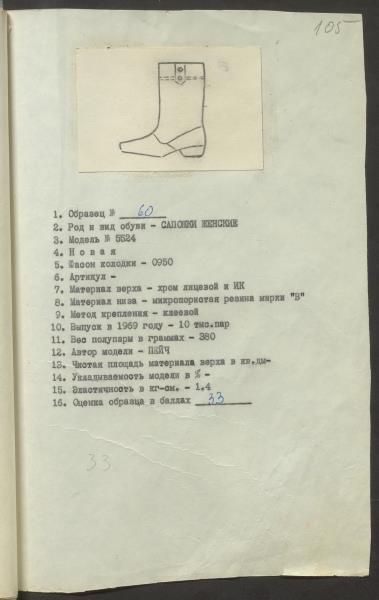 105
1. Образец № 60
2. Род и вид обуви - САПОЖКИ ЖЕНСКИЕ
3. Модель № 5524
4. Н о в а я
5. Фасон колодки - 0950
6. Артикул -
7. Материал верха - хром лицевой и ИК
8. Материал низа - микропористая резина марки "В"
9. Метод крепления - клеевой
10. Выпуск в 1969 году - 10 тыс.пар
11. Вес полупары в граммах - 380
12. Автор модели - ПЕЙЧ
13. Чистая площадь материала верха в кв.дм-
14. Укладываемость модели в % -
15. Эластичность в кг-см. - 1.4
16. Оценка образца в баллах 33
33